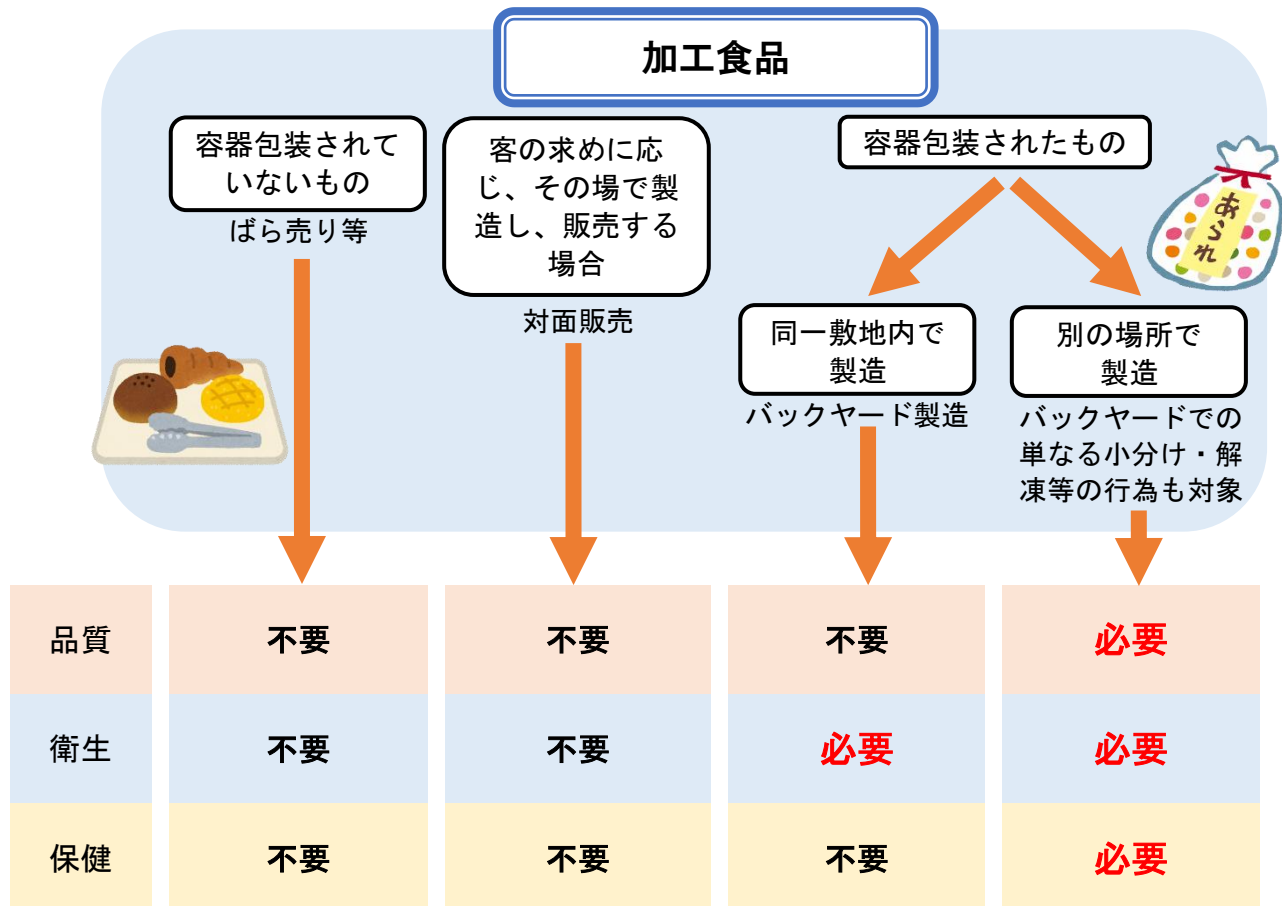 加工食品
容器包装されて
いないもの
ばら売り等
客の求めに応
じ、その場で製
造し、販売する
場合
対面販売
容器包装されたもの
あられ
同一敷地内で
製造
バックヤード製造
別の場所で
製造
バックヤードでの
単なる小分け・解
凍等の行為も対象
品質 不要 不要 不要 必要
衛生 不要 不要 必要 必要
保健 不要 不要 不要 必要